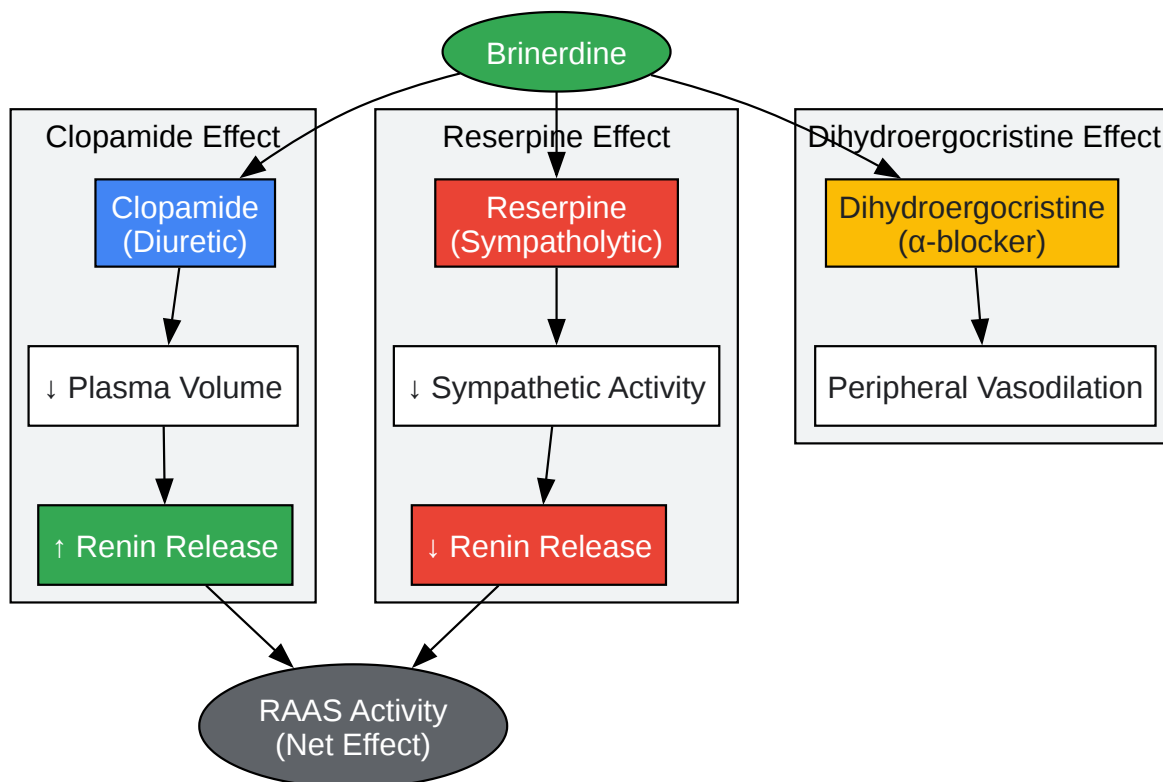 Brinerdine
Clopamide Effect
Clopamide
(Diuretic)
↓ Plasma Volume
↑ Renin Release
Reserpine Effect
Reserpine
(Sympatholytic)
↓ Sympathetic Activity
↓ Renin Release
Dihydroergocristine Effect
Dihydroergocristine
(α-blocker)
Peripheral Vasodilation
RAAS Activity
(Net Effect)